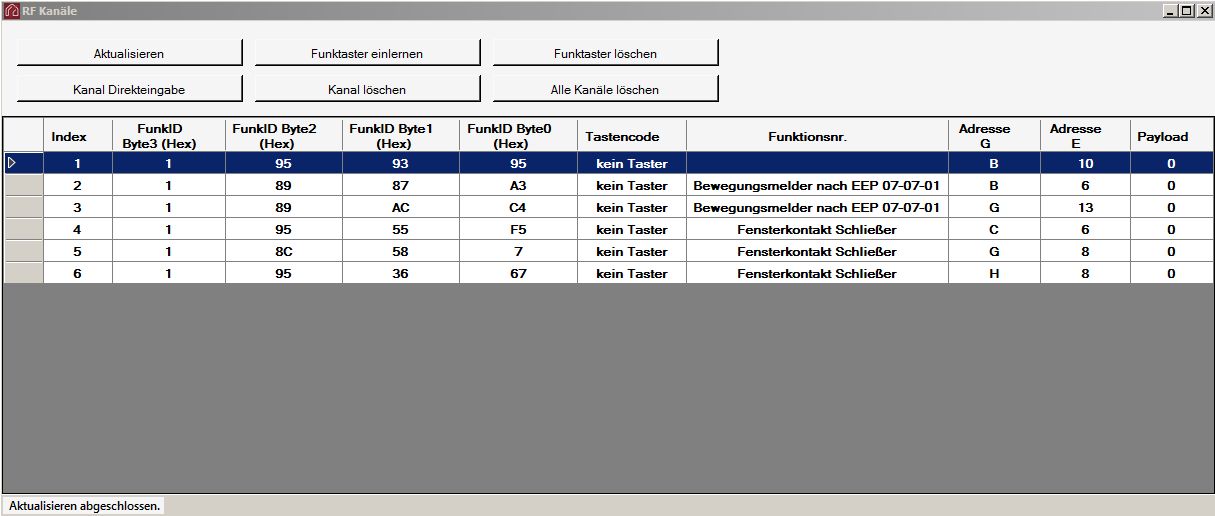 RF Kanäle
Aktualisieren Funktaster einlernen Funktaster löschen
Kanal Direkteingabe Kanal löschen Alle Kanäle löschen
Index FunkID Byte3 (Hex) FunkID Byte2 (Hex) FunkID Byte1 (Hex) FunkID Byte0 (Hex) Tastencode Funktionsnr. Adresse G Adresse E Payload
1 1 95 93 95 kein Taster B 10 0
2 1 89 87 A3 kein Taster Bewegungsmelder nach EEP 07-07-01 B 6 0
3 1 89 AC C4 kein Taster Bewegungsmelder nach EEP 07-07-01 G 13 0
4 1 95 55 F5 kein Taster Fensterkontakt Schließer C 6 0
5 1 8C 58 7 kein Taster Fensterkontakt Schließer G 8 0
6 1 95 36 67 kein Taster Fensterkontakt Schließer H 8 0
Aktualisieren abgeschlossen.